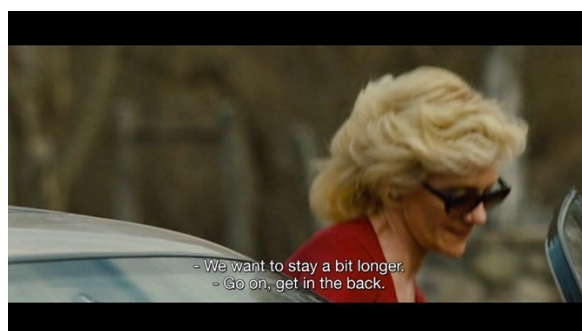 - We want to stay a bit longer.
- Go on, get in the back.